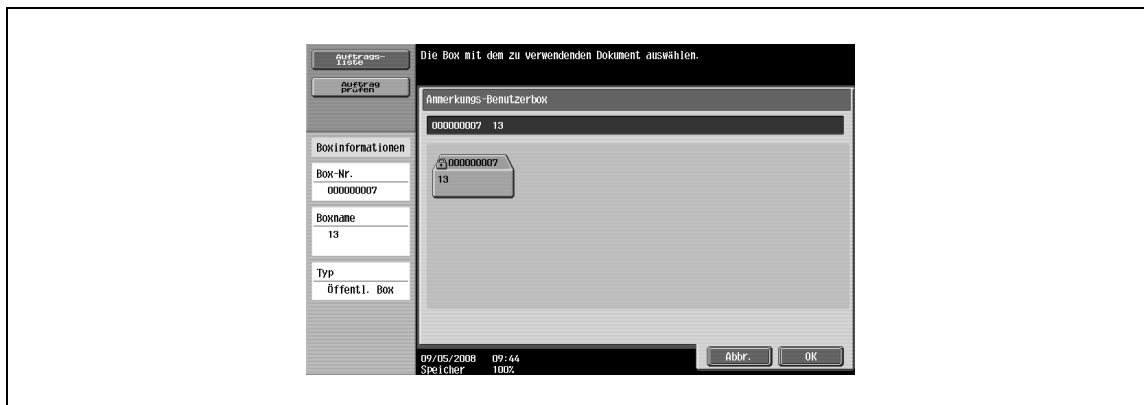 Auftrags-
liste
Auftrag
prüfen
Die Box mit dem zu verwendenden Dokument auswählen.
Anmerkungs-Benutzerbox
000000007 13
Boxinformationen
Box-Nr.
000000007
Boxname
13
Typ
Öffentl. Box
000000007
13
09/05/2008 09:44
Speicher 100%
Abbr.
OK